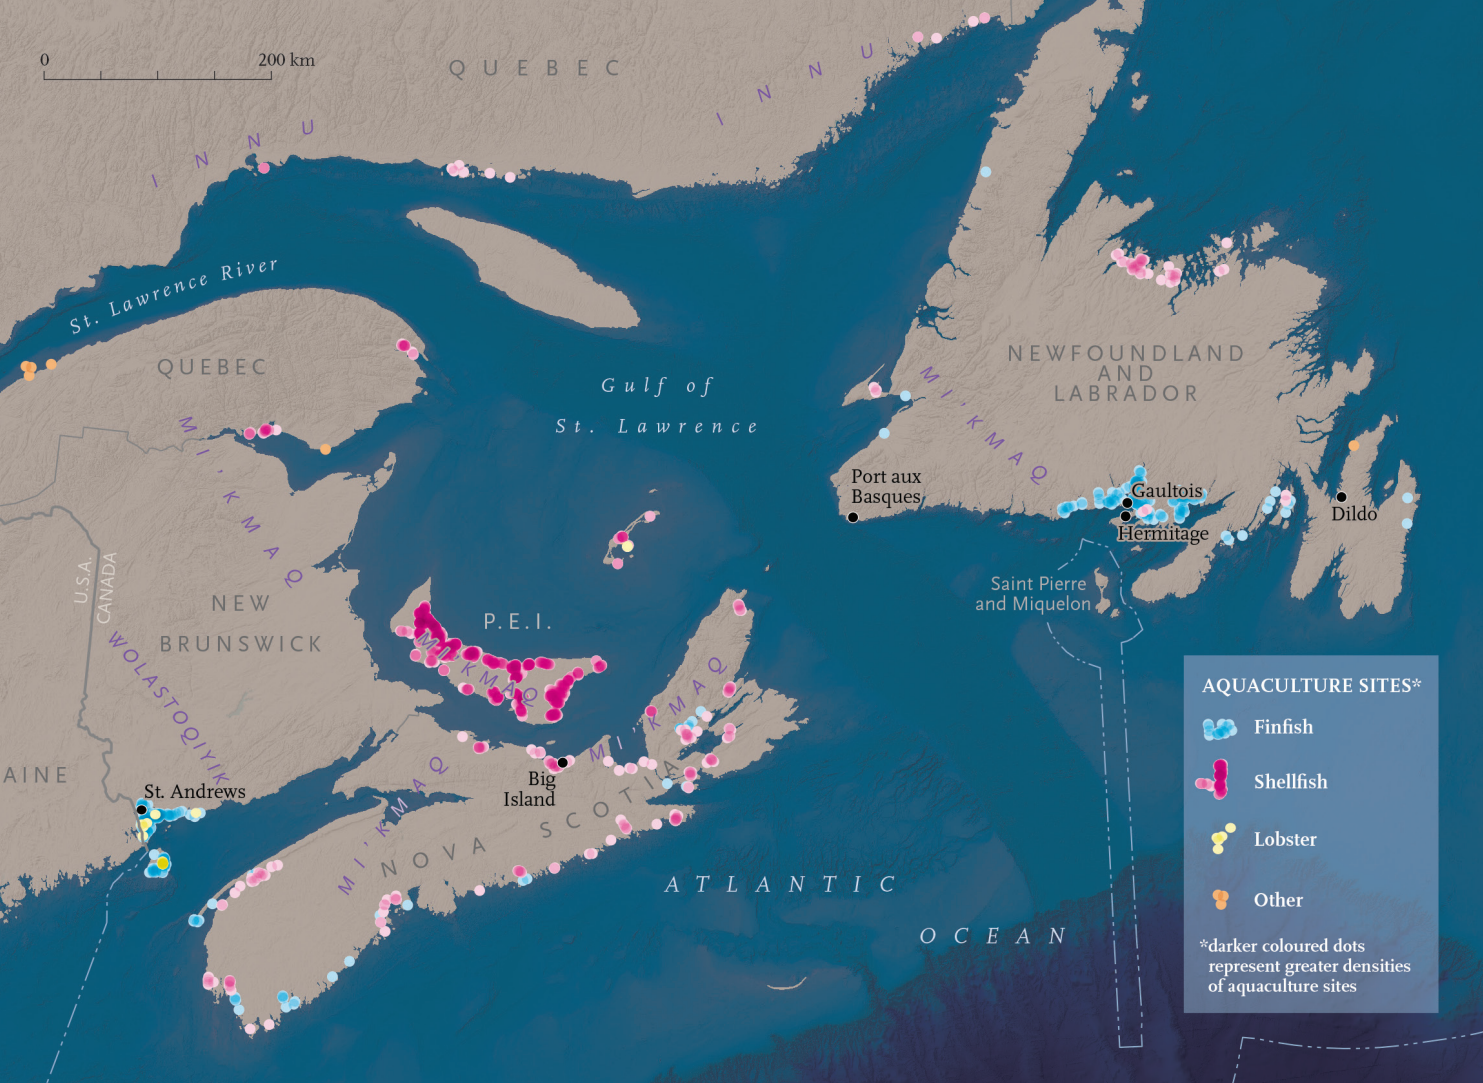 0 200 km
QUEBEC
INNU
INNU
St. Lawrence River
QUEBEC
MI'KMAQ
Gulf of
St. Lawrence
NEWFOUNDLAND
AND
LABRADOR
MI'KMAQ
Port aux
Basques
Gaultois
Hermitage
Dildo
Saint Pierre
and Miquelon
U.S.A.
CANADA
NEW
BRUNSWICK
WOLASTOQIYIK
P.E.I.
MI'KMAQ
MI'KMAQ
AINE
St. Andrews
Big
Island
MI'KMAQ
NOVA SCOTIA
ATLANTIC
OCEAN
AQUACULTURE SITES*
Finfish
Shellfish
Lobster
Other
*darker coloured dots
represent greater densities
of aquaculture sites